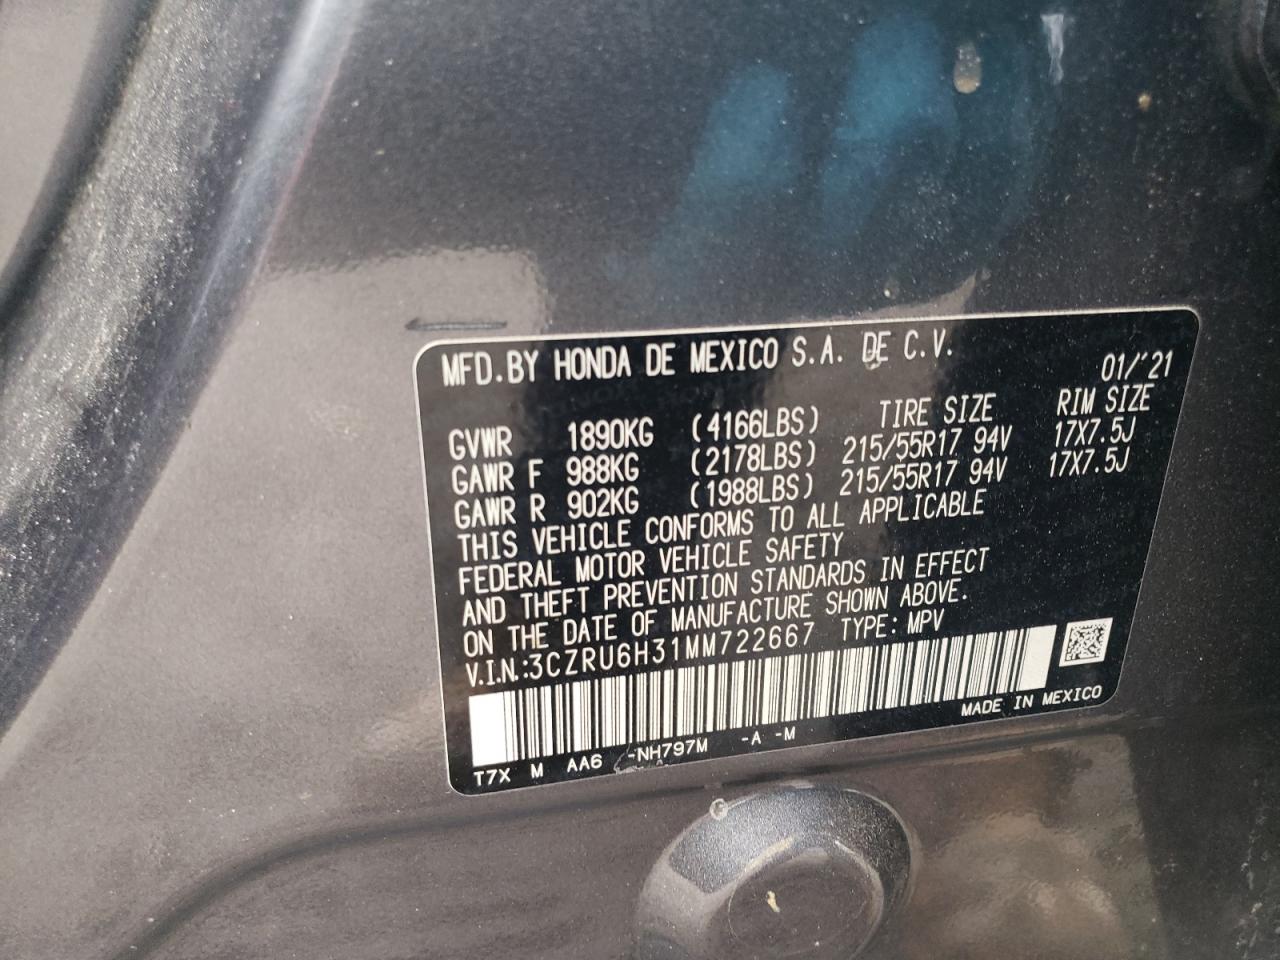 MFD. BY HONDA DE MEXICO S.A. DE C.V.
01/'21
TIRE SIZE RIM SIZE
GVWR 1890KG (4166LBS)
GAWR F 988KG (2178LBS) 215/55R17 94V 17X7.5J
GAWR R 902KG (1988LBS) 215/55R17 94V 17X7.5J
THIS VEHICLE CONFORMS TO ALL APPLICABLE
FEDERAL MOTOR VEHICLE SAFETY
AND THEFT PREVENTION STANDARDS IN EFFECT
ON THE DATE OF MANUFACTURE SHOWN ABOVE.
V.I.N.:3CZRU6H31MM722667 TYPE: MPV
MADE IN MEXICO
T7X M AA6 -NH797M -A -M